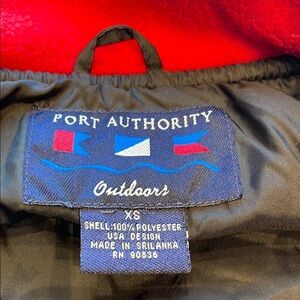 PORT AUTHORITY
Outdoors
XS
SHELL:100% POLYESTER
USA DESIGN
MADE IN SRILANKA
RN 90836